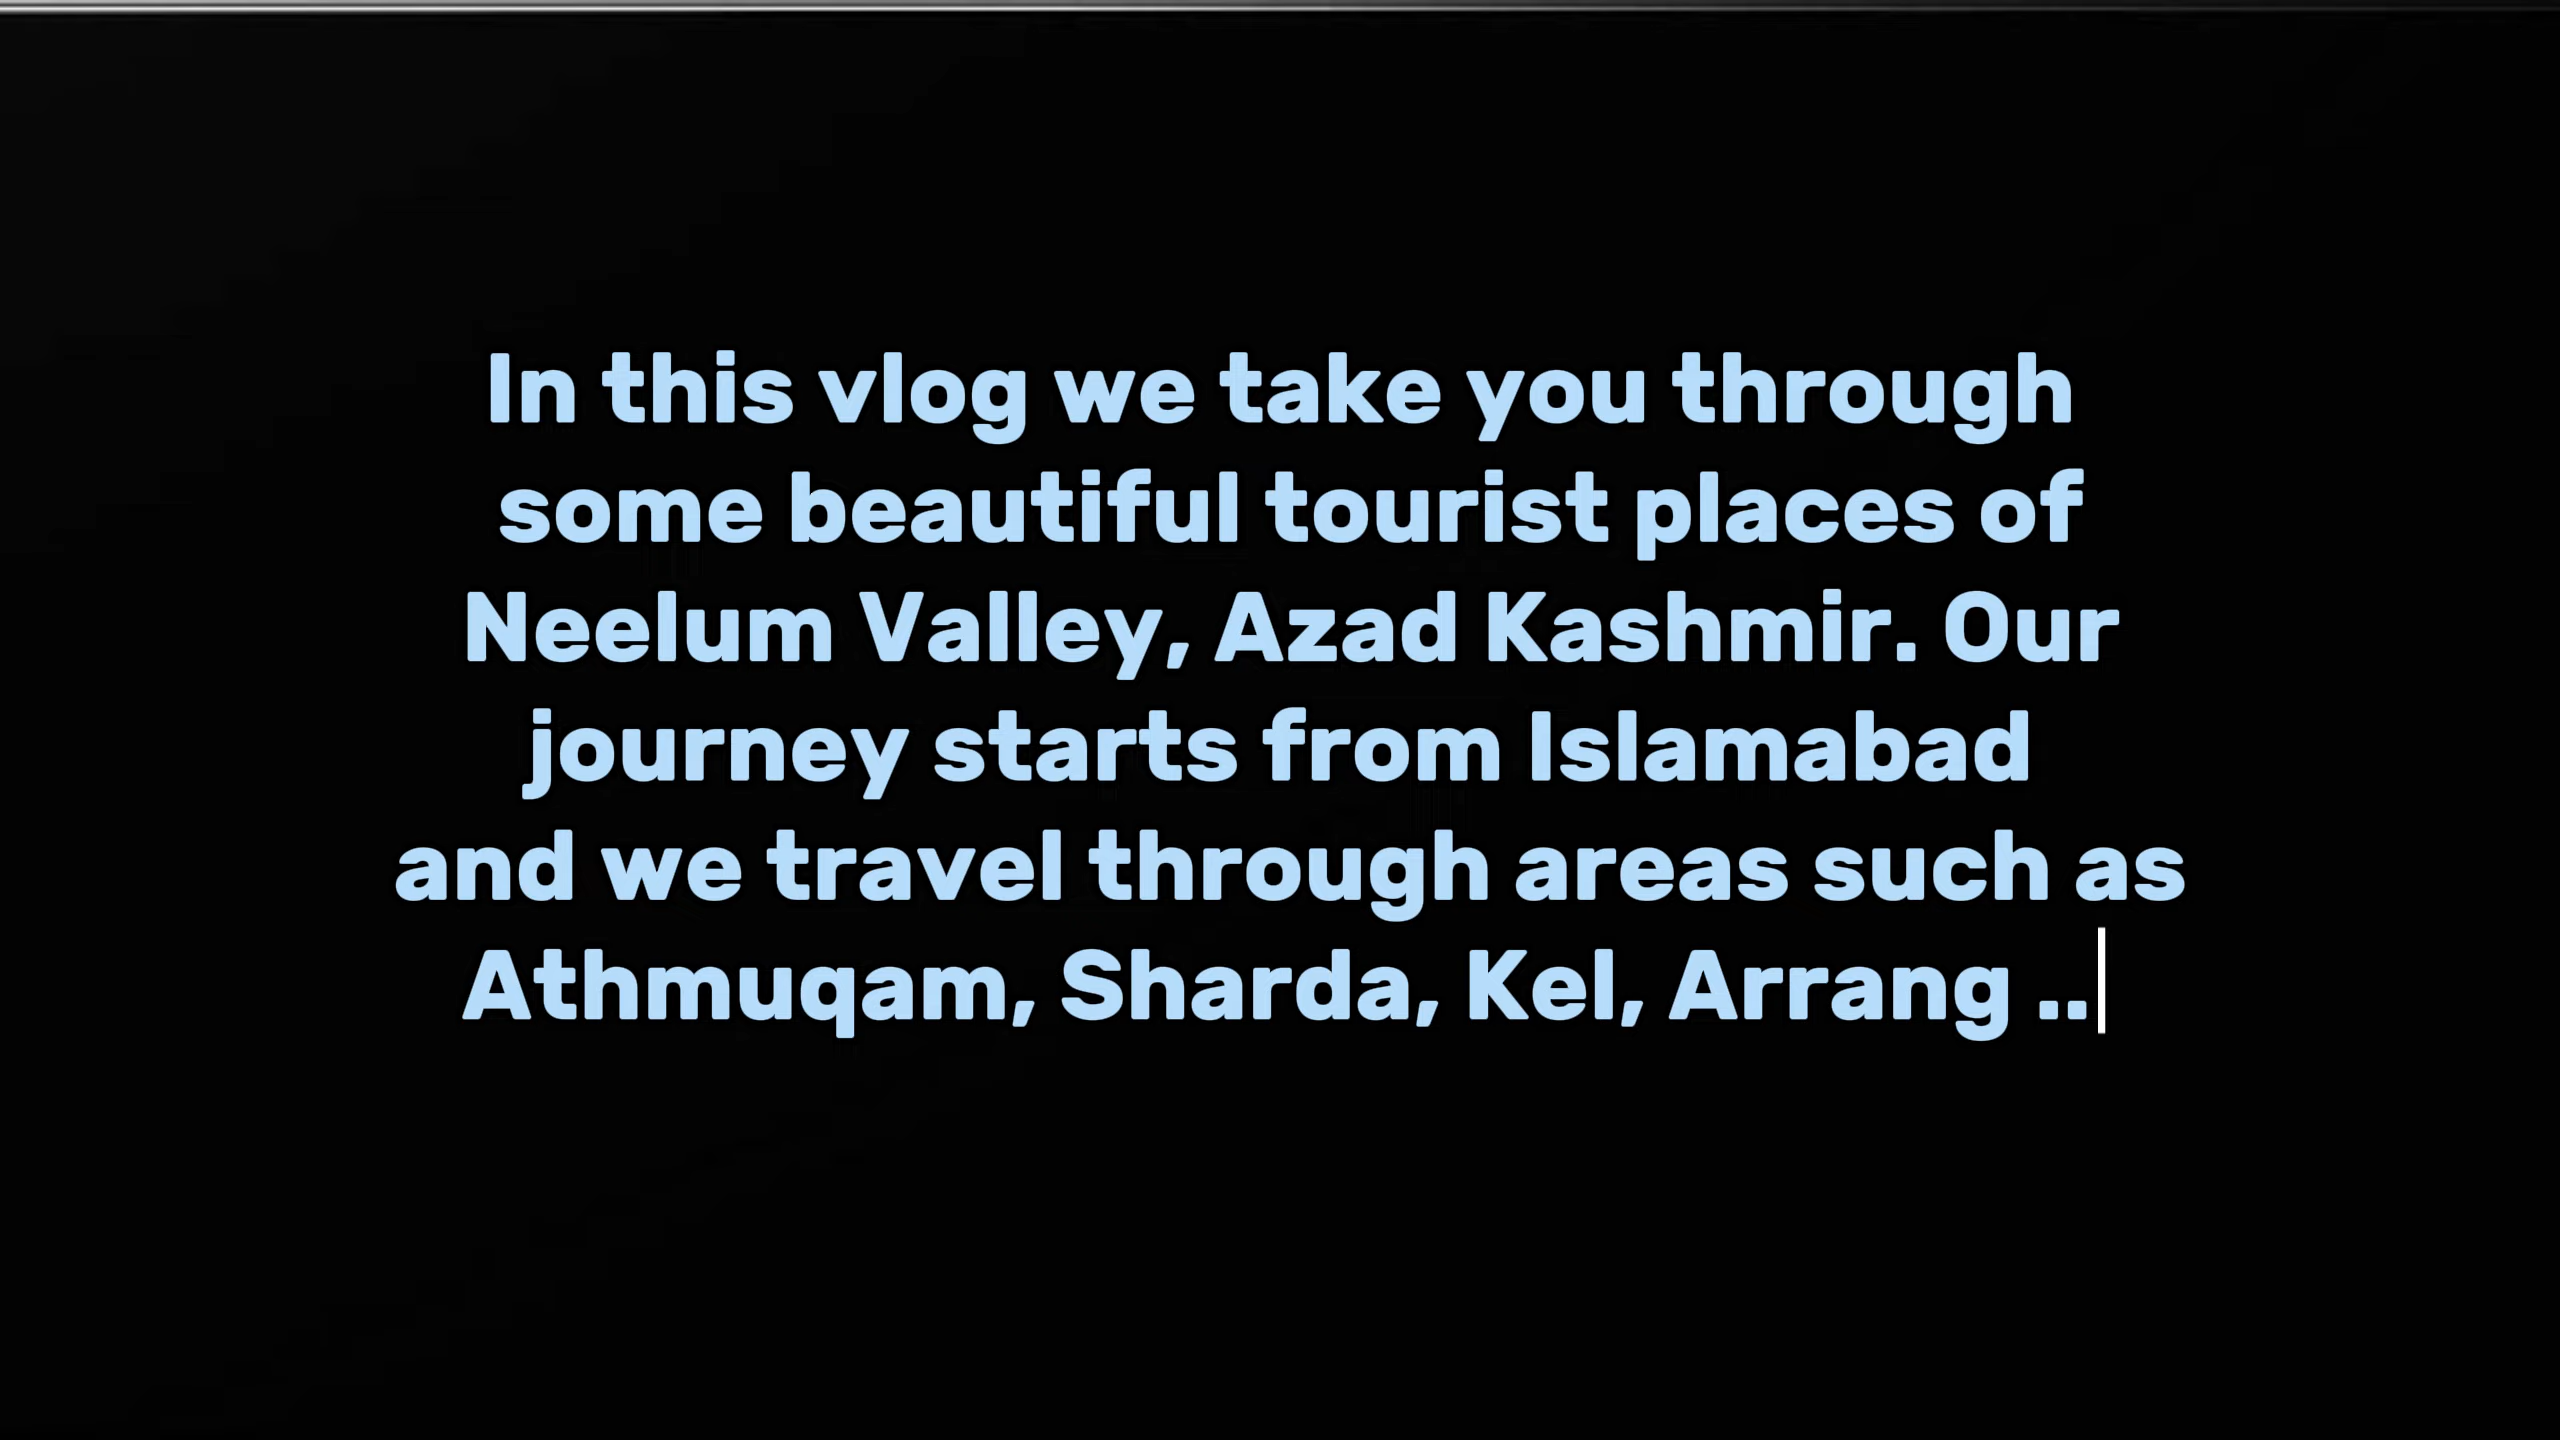 In this vlog we take you through
some beautiful tourist places of
Neelum Valley, Azad Kashmir. Our
journey starts from Islamabad
and we travel through areas such as
Athmuqam, Sharda, Kel, Arrang ..